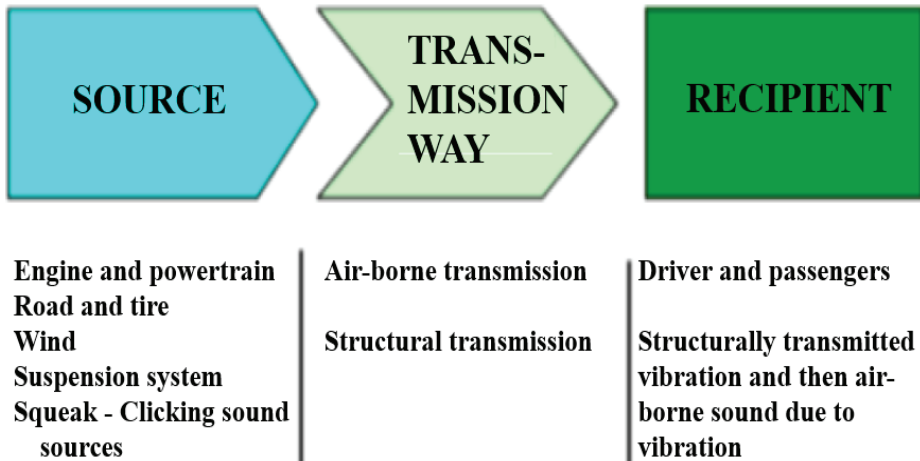 SOURCE
TRANS-
MISSION
WAY
RECIPIENT
Engine and powertrain
Road and tire
Wind
Suspension system
Squeak - Clicking sound
sources
Air-borne transmission
Structural transmission
Driver and passengers
Structurally transmitted
vibration and then air-
borne sound due to
vibration